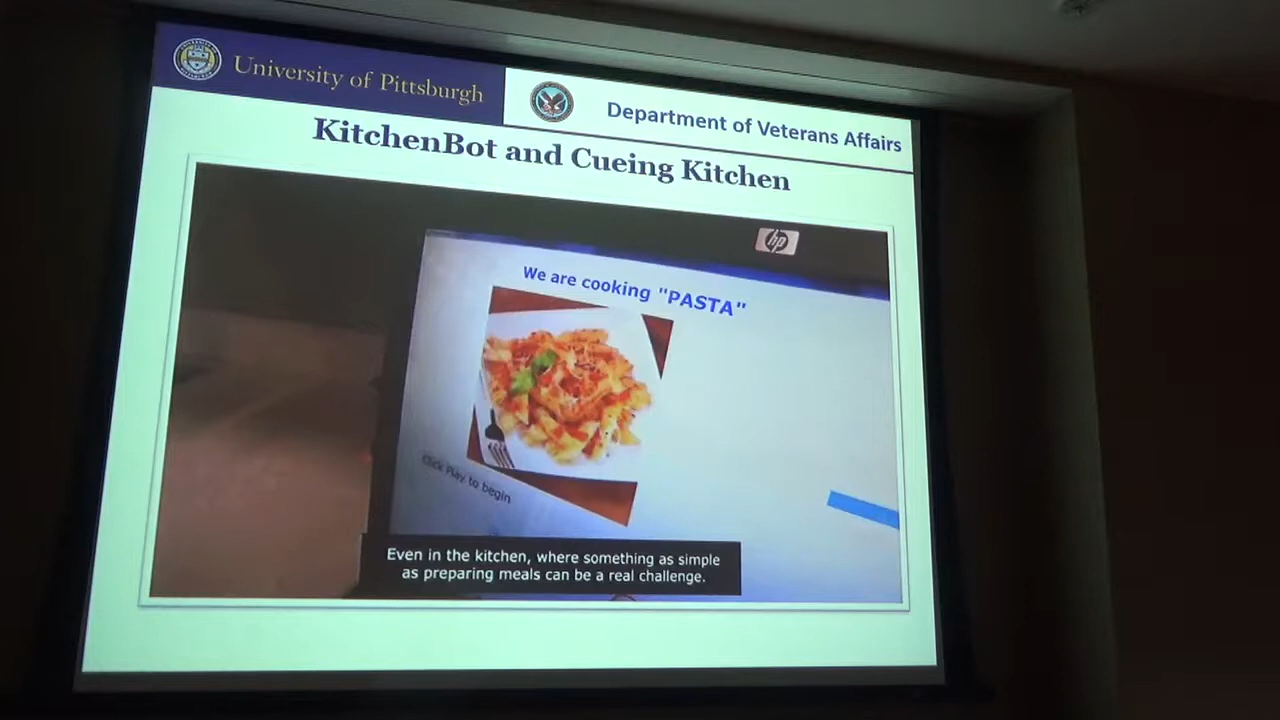 University of Pittsburgh
Department of Veterans Affairs
KitchenBot and Cueing Kitchen
hp
We are cooking "PASTA"
Click Play to begin
Even in the kitchen, where something as simple
as preparing meals can be a real challenge.